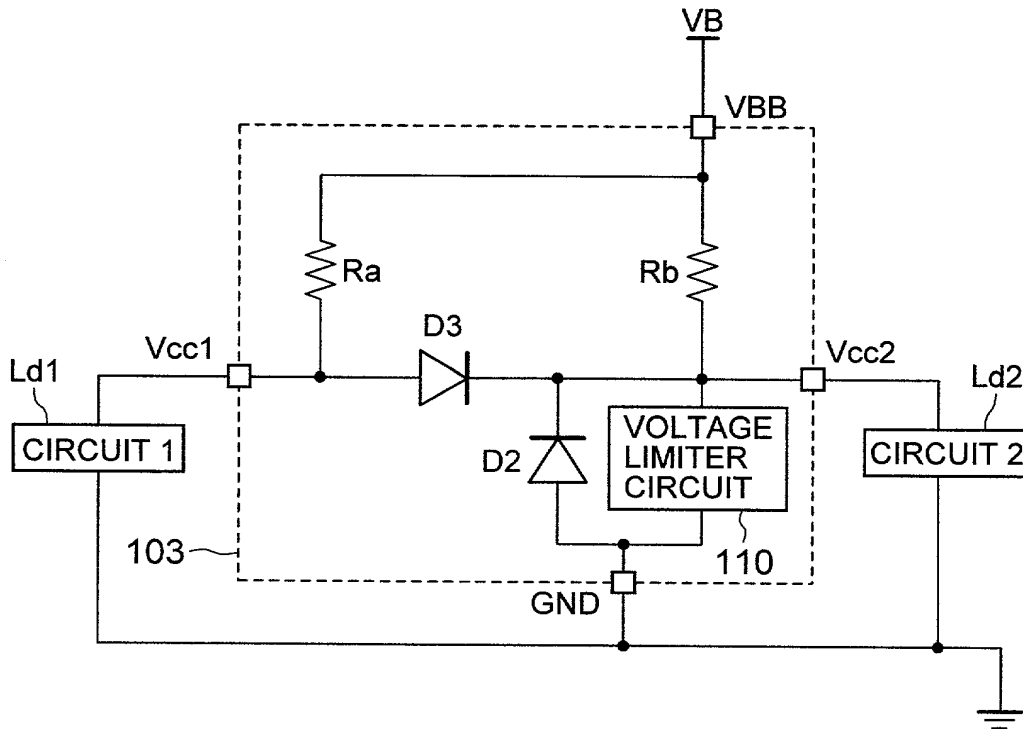 VB
VBB
Ra
Rb
D3
Vcc1
Vcc2
Ld1
Ld2
CIRCUIT 1
VOLTAGE
LIMITER
CIRCUIT
CIRCUIT 2
D2
103
110
GND